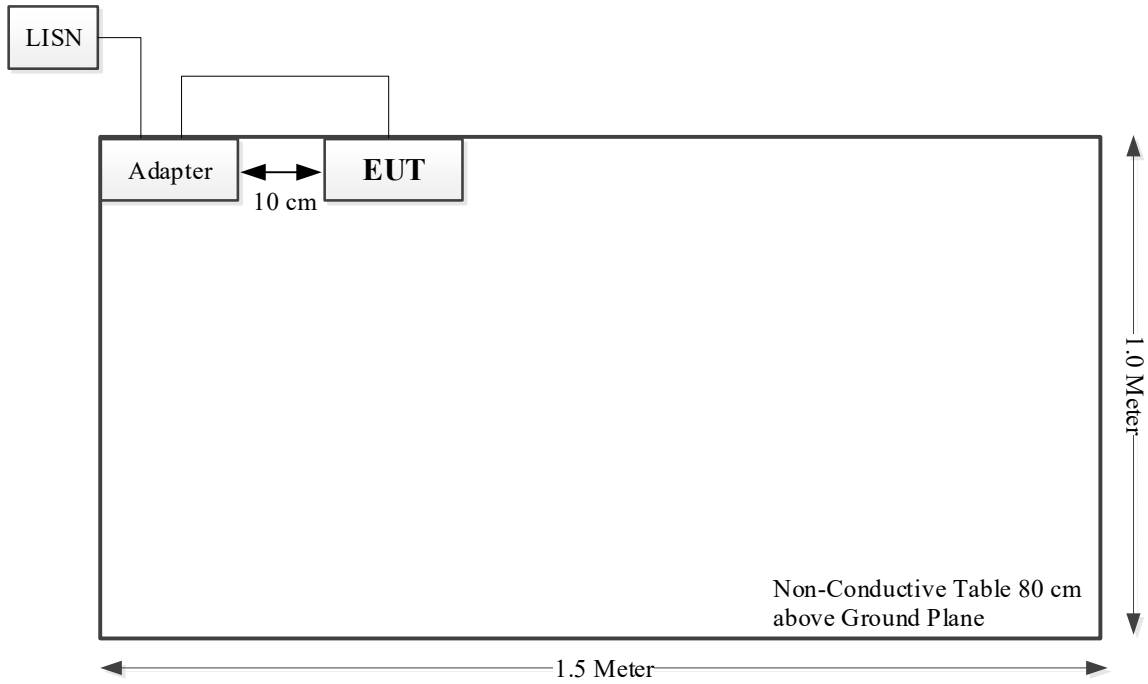 LISN
Adapter
EUT
10 cm
1.0 Meter
Non-Conductive Table 80 cm
above Ground Plane
1.5 Meter